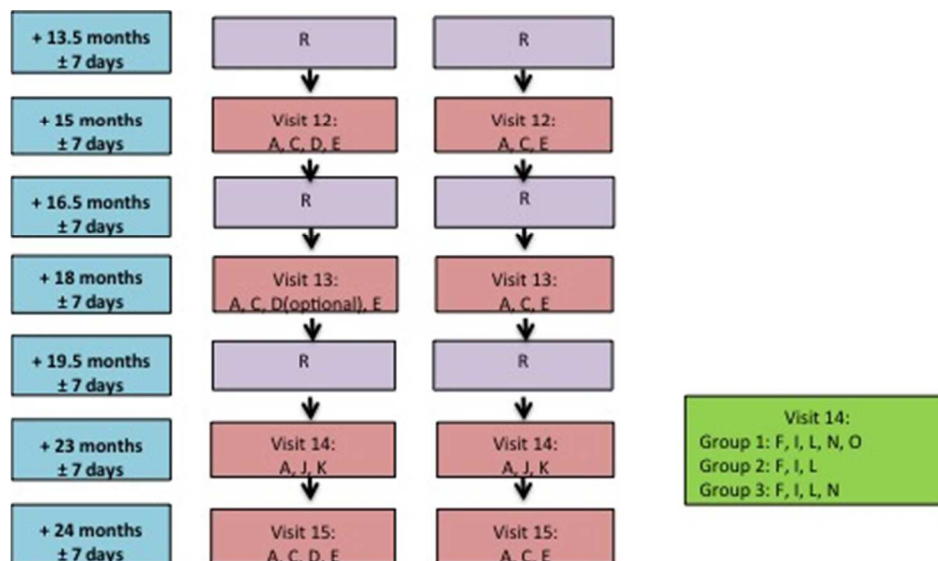 + 13.5 months
± 7 days
R
R
+ 15 months
± 7 days
Visit 12:
A, C, D, E
Visit 12:
A, C, E
+ 16.5 months
± 7 days
R
R
+ 18 months
± 7 days
Visit 13:
A, C, D(optional), E
Visit 13:
A, C, E
+ 19.5 months
± 7 days
R
R
+ 23 months
± 7 days
Visit 14:
A, J, K
Visit 14:
A, J, K
Visit 14:
Group 1: F, I, L, N, O
Group 2: F, I, L
Group 3: F, I, L, N
+ 24 months
± 7 days
Visit 15:
A, C, D, E
Visit 15:
A, C, E